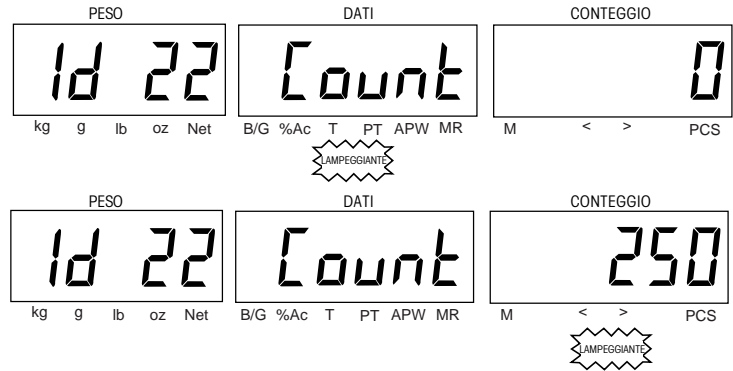 PESO DATI CONTEGGIO
Id 22 Count 0
kg g lb oz Net B/G %Ac T PT APW MR M < > PCS
LAMPEGGIANTE
PESO DATI CONTEGGIO
Id 22 Count 250
kg g lb oz Net B/G %Ac T PT APW MR M < > PCS
LAMPEGGIANTE